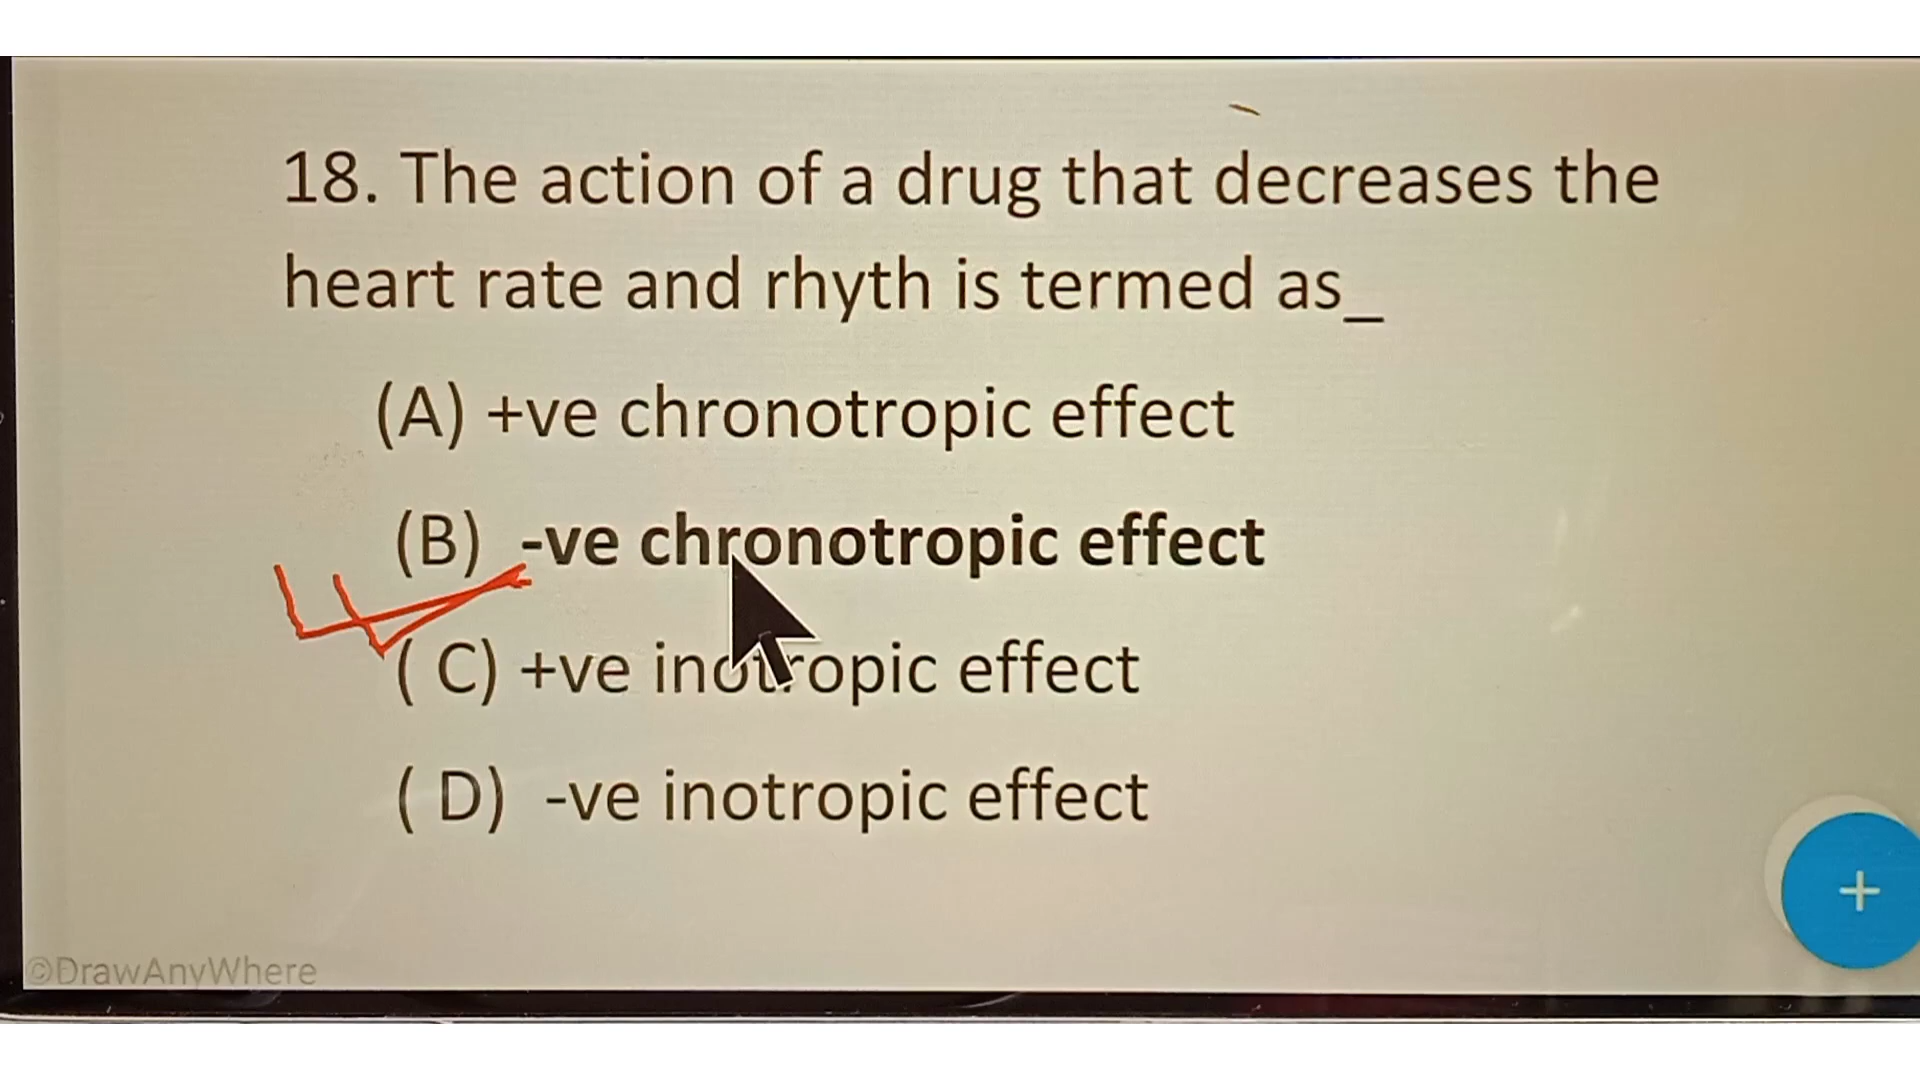 18. The action of a drug that decreases the
heart rate and rhyth is termed as_
(A) +ve chronotropic effect
(B) -ve chronotropic effect
( C) +ve inotropic effect
( D) -ve inotropic effect
+
©DrawAnyWhere